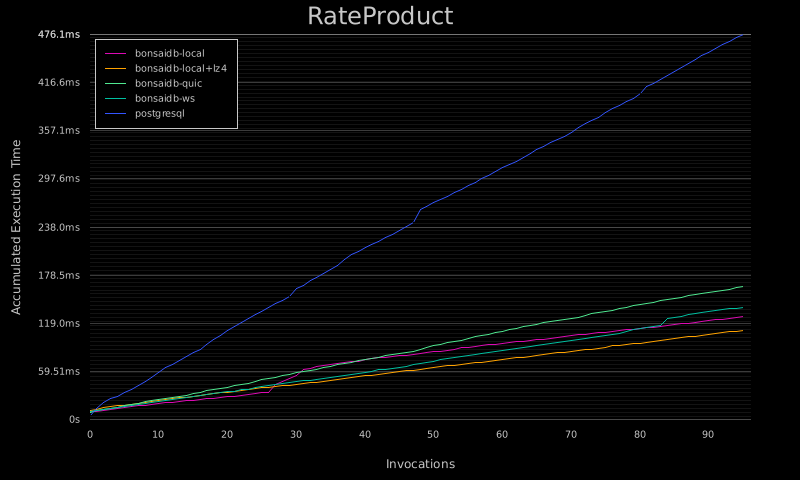 RateProduct
476.1ms
416.6ms
357.1ms
297.6ms
238.0ms
178.5ms
119.0ms
59.51ms
0s
Accumulated Execution Time
bonsaidb-local
bonsaidb-local+lz4
bonsaidb-quic
bonsaidb-ws
postgresql
0 10 20 30 40 50 60 70 80 90
Invocations